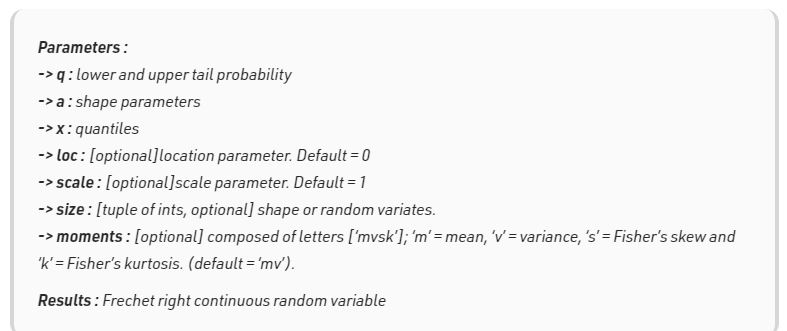 Parameters :
-> q : lower and upper tail probability
-> a : shape parameters
-> x : quantiles
-> loc : [optional]location parameter. Default = 0
-> scale : [optional]scale parameter. Default = 1
-> size : [tuple of ints, optional] shape or random variates.
-> moments : [optional] composed of letters [‘mvsk’]; ‘m’ = mean, ‘v’ = variance, ‘s’ = Fisher’s skew and
‘k’ = Fisher’s kurtosis. (default = ‘mv’).
Results : Frechet right continuous random variable